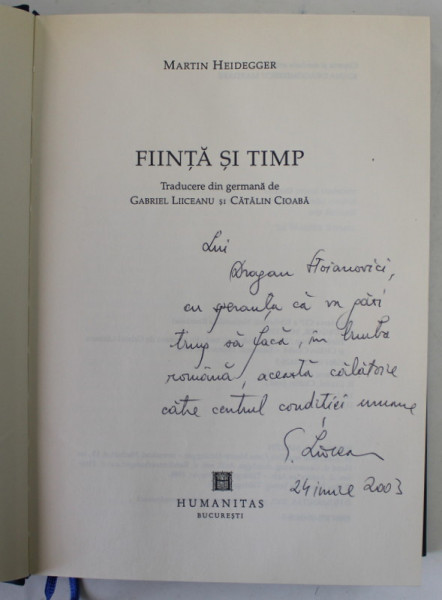 MARTIN HEIDEGGER
FIINȚĂ ȘI TIMP
Traducere din germană de
GABRIEL LIICEANU ȘI CĂTĂLIN CIOABĂ
Lui
Dragan Stoianovici,
cu speranța că va găsi
timp să facă, în limba
română, această călătorie
către centrul condiției umane
G. Liiceanu
24 iunie 2003
HUMANITAS
BUCUREȘTI